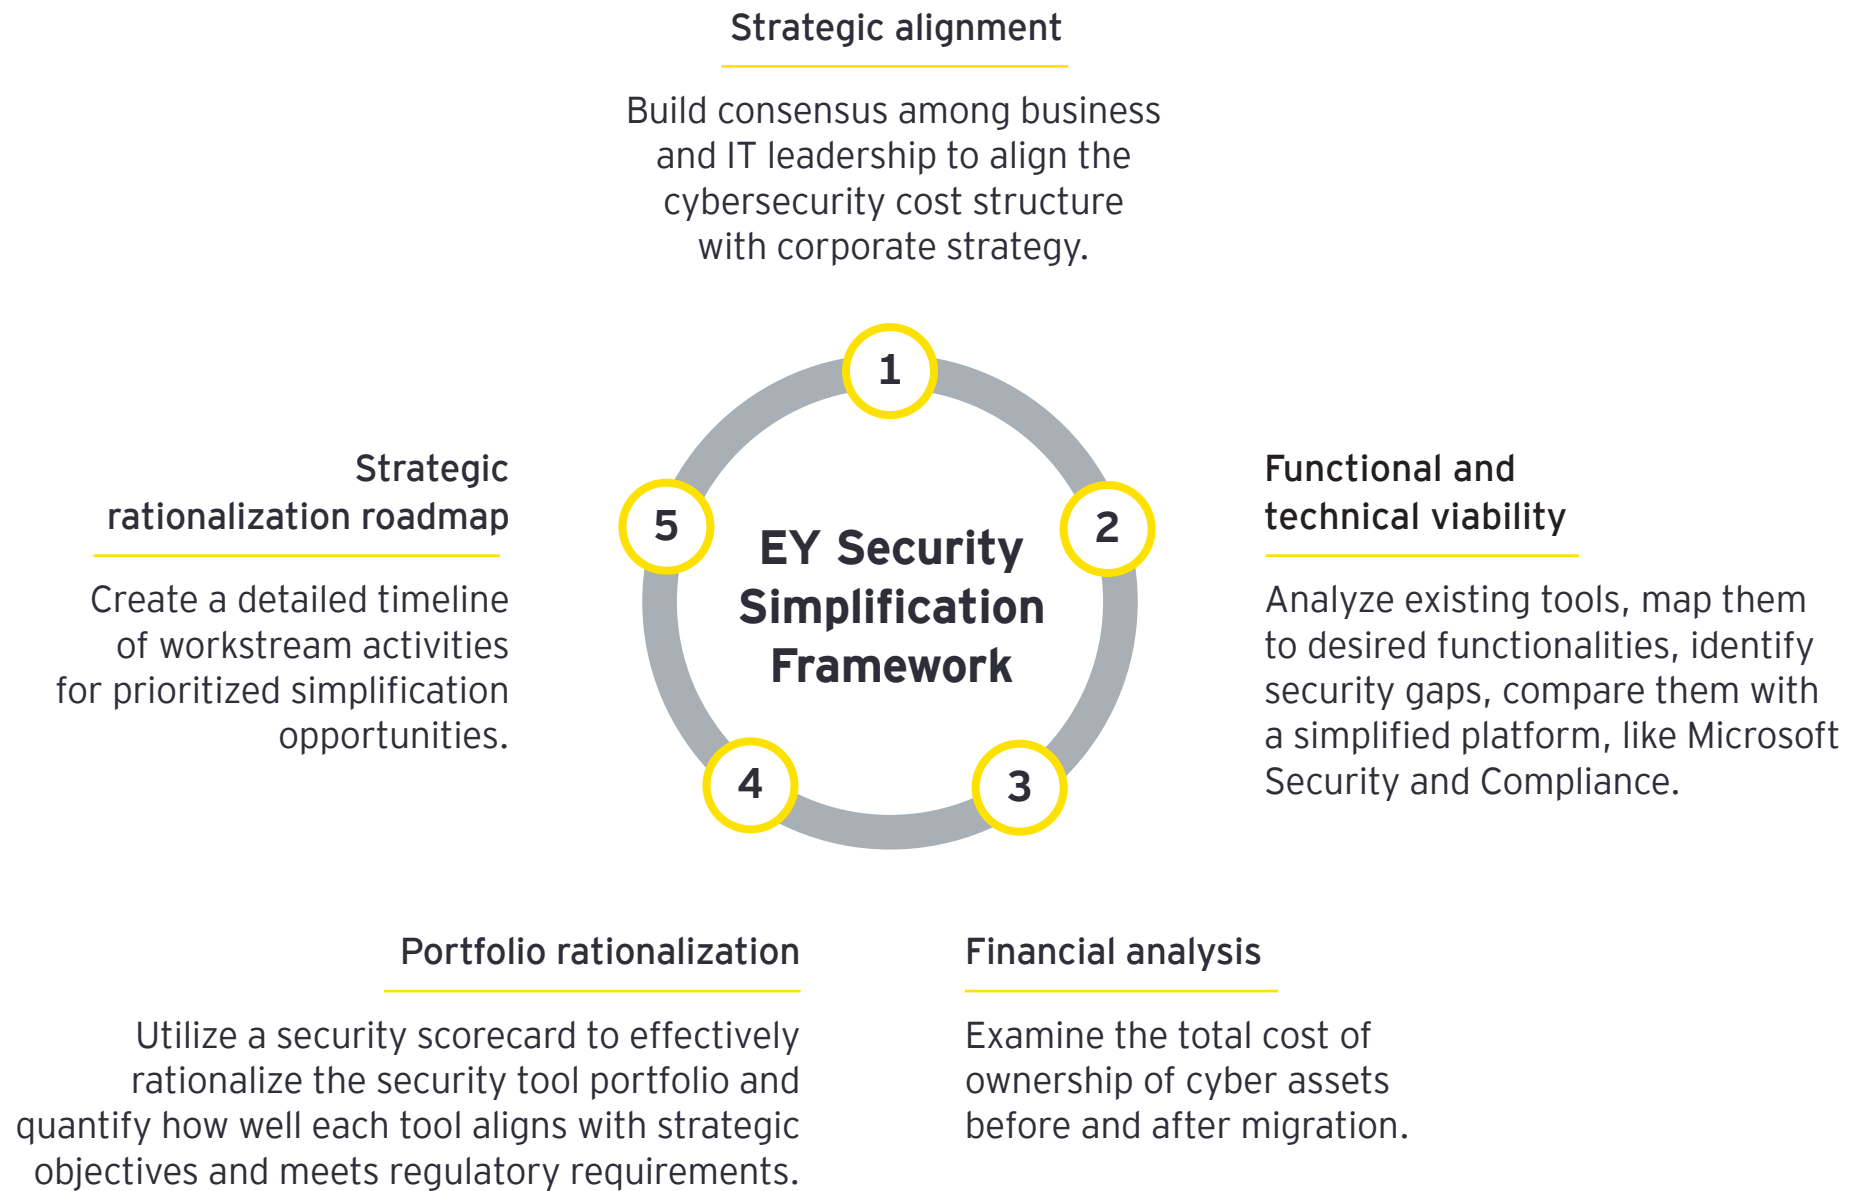 Strategic alignment
Build consensus among business
and IT leadership to align the
cybersecurity cost structure
with corporate strategy.
1
2
3
4
5
EY Security
Simplification
Framework
Functional and
technical viability
Analyze existing tools, map them
to desired functionalities, identify
security gaps, compare them with
a simplified platform, like Microsoft
Security and Compliance.
Financial analysis
Examine the total cost of
ownership of cyber assets
before and after migration.
Portfolio rationalization
Utilize a security scorecard to effectively
rationalize the security tool portfolio and
quantify how well each tool aligns with strategic
objectives and meets regulatory requirements.
Strategic
rationalization roadmap
Create a detailed timeline
of workstream activities
for prioritized simplification
opportunities.